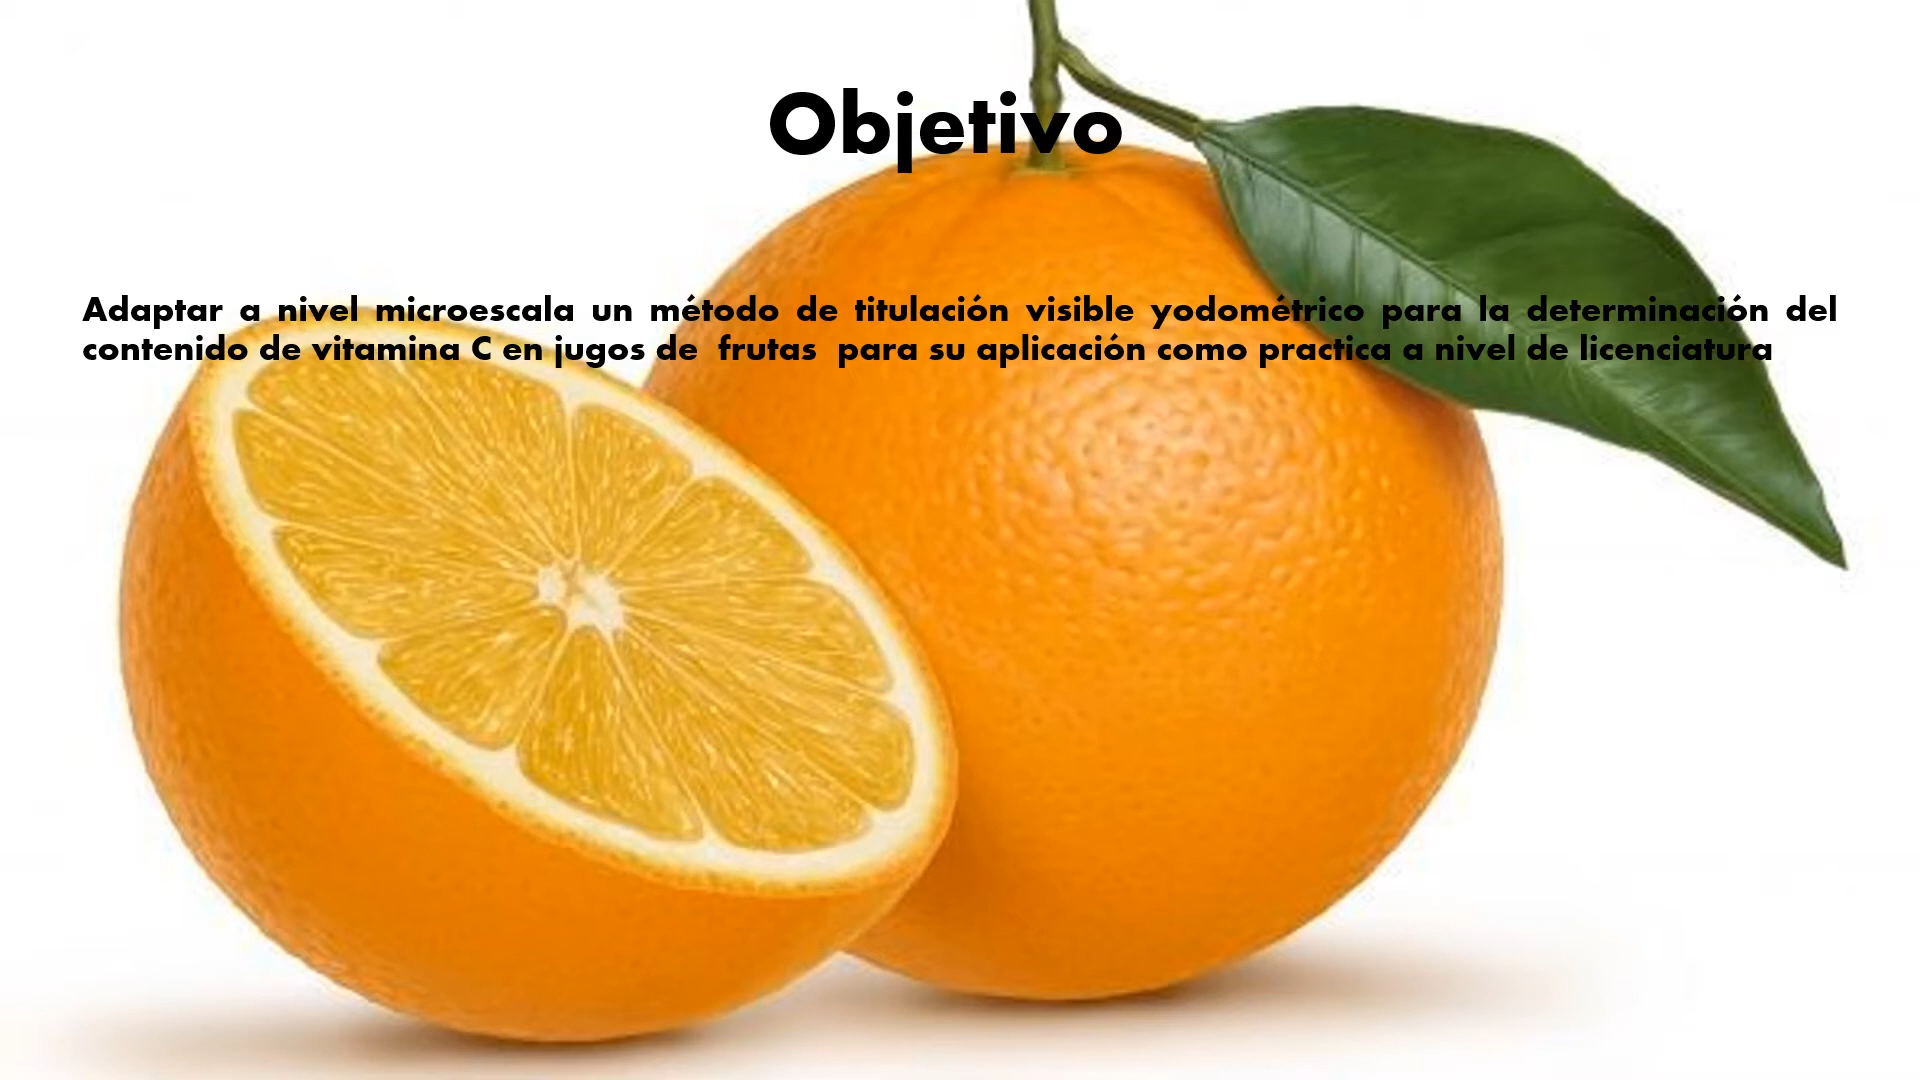 Objetivo
Adaptar a nivel microescala un método de titulación visible yodométrico para la determinación del
contenido de vitamina C en jugos de frutas para su aplicación como practica a nivel de licenciatura